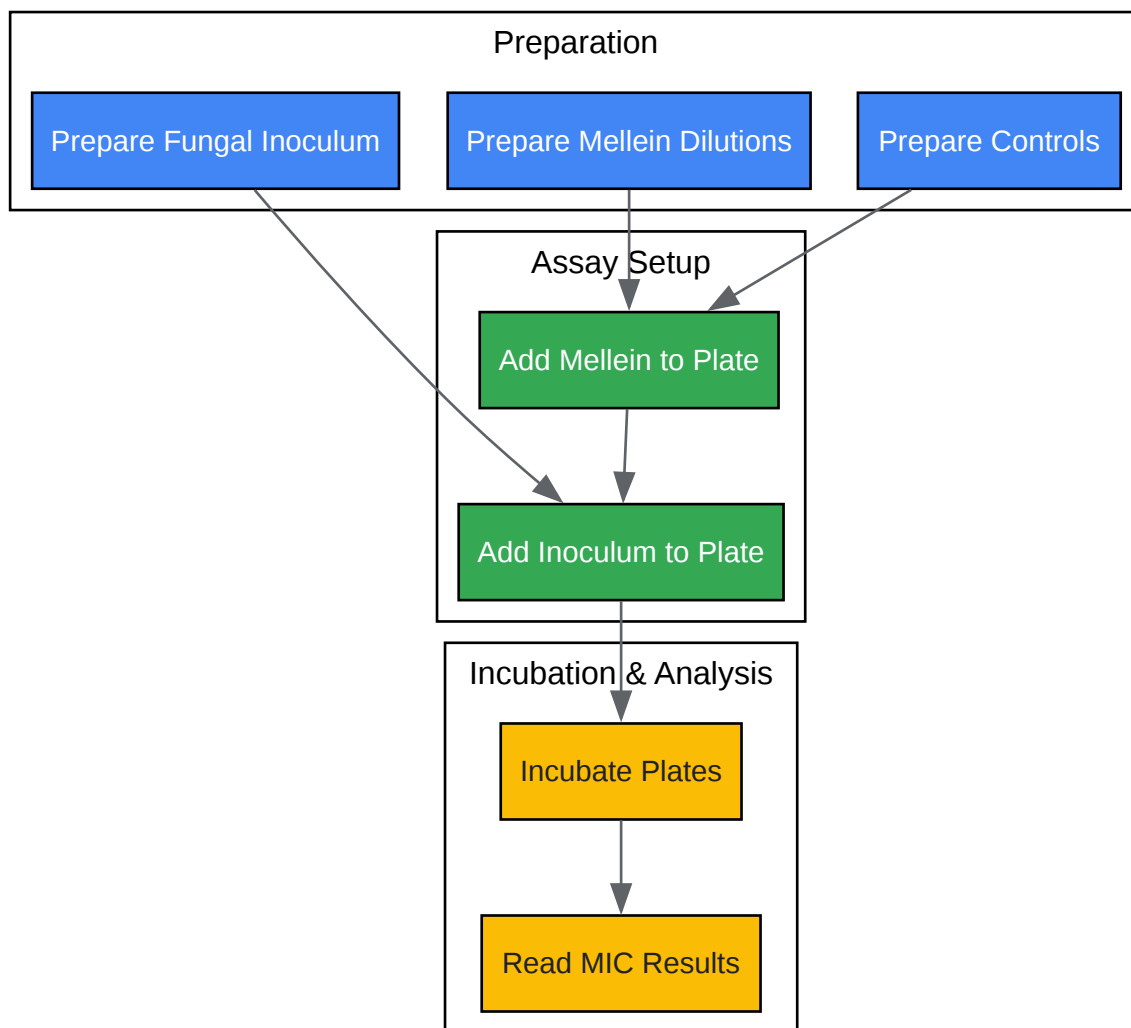 Preparation
Prepare Fungal Inoculum
Prepare Mellein Dilutions
Prepare Controls
Assay Setup
Add Mellein to Plate
Add Inoculum to Plate
Incubation & Analysis
Incubate Plates
Read MIC Results